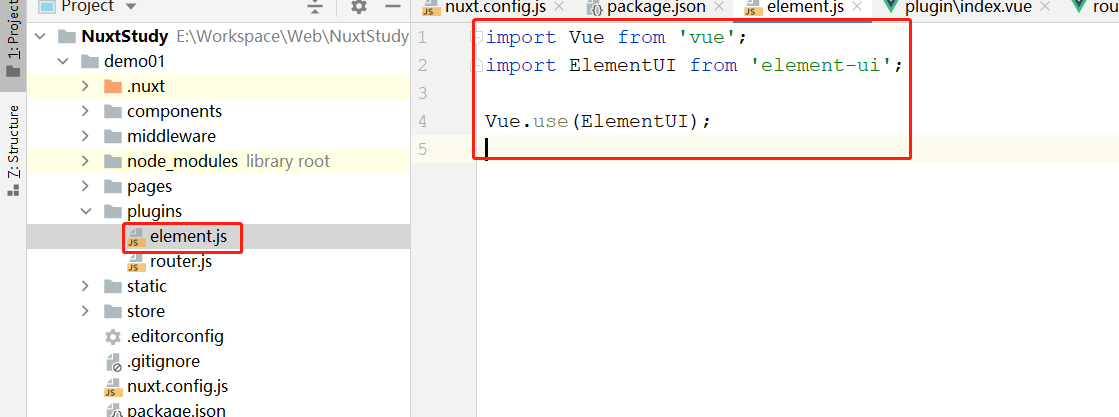 Project
nuxt.config.js
package.json
element.js
plugin\index.vue
rou
1: Project
Z: Structure
NuxtStudy E:\Workspace\Web\NuxtStudy
demo01
.nuxt
components
middleware
node_modules library root
pages
plugins
element.js
router.js
static
store
.editorconfig
.gitignore
nuxt.config.js
package.json
1 import Vue from 'vue';
2 import ElementUI from 'element-ui';
3
4 Vue.use(ElementUI);
5